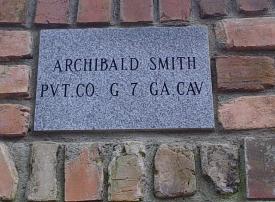 ARCHIBALD SMITH
PVT.CO. G 7 GA.CAV